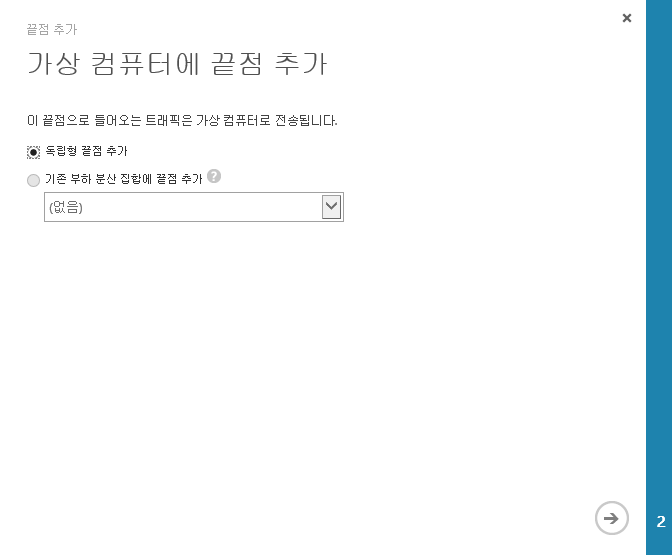 끝점 추가
가상 컴퓨터에 끝점 추가
이 끝점으로 들어오는 트래픽은 가상 컴퓨터로 전송됩니다.
독립형 끝점 추가
기존 부하 분산 집합에 끝점 추가 ?
(없음)
2